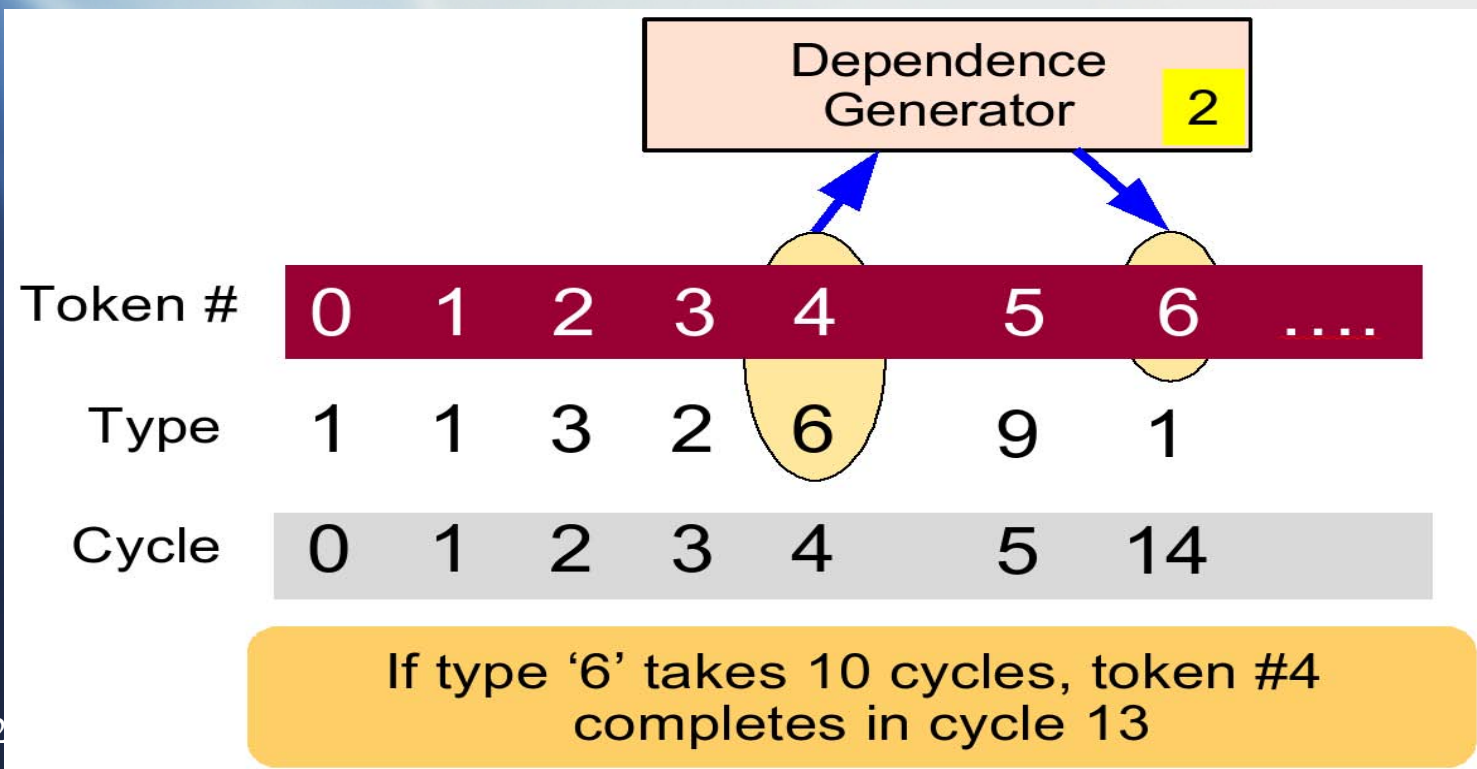 Dependence
Generator 2
Token # 0 1 2 3 4 5 6 ....
Type 1 1 3 2 6 9 1
Cycle 0 1 2 3 4 5 14
If type ‘6’ takes 10 cycles, token #4
completes in cycle 13